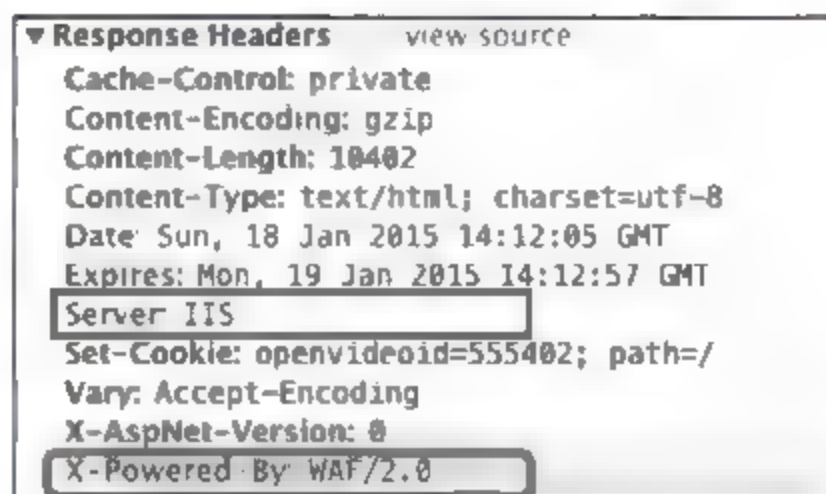 ▼ Response Headers view source
Cache-Control: private
Content-Encoding: gzip
Content-Length: 10402
Content-Type: text/html; charset=utf-8
Date: Sun, 18 Jan 2015 14:12:05 GMT
Expires: Mon, 19 Jan 2015 14:12:57 GMT
Server IIS
Set-Cookie: openvideoid=555402; path=/
Vary: Accept-Encoding
X-AspNet-Version: 0
X-Powered-By: WAF/2.0